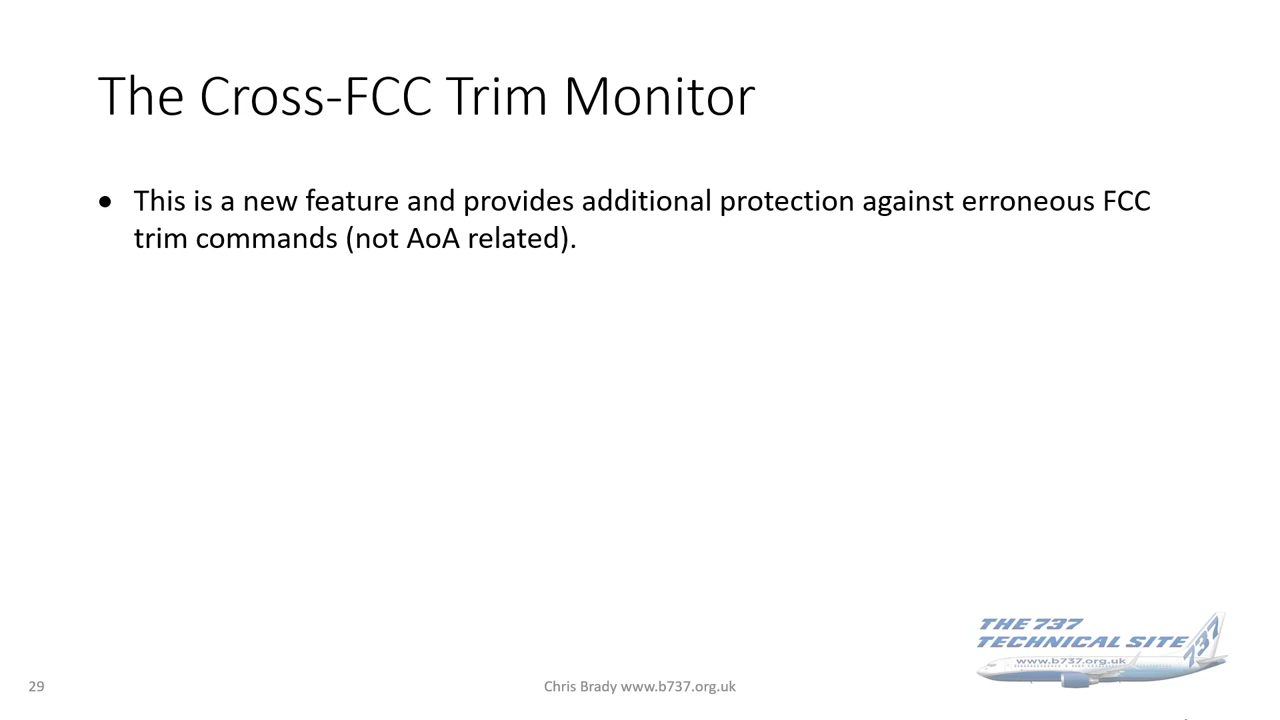 The Cross-FCC Trim Monitor
• This is a new feature and provides additional protection against erroneous FCC
trim commands (not AoA related).
THE 737
TECHNICAL SITE
737
www.b737.org.uk
29
Chris Brady www.b737.org.uk